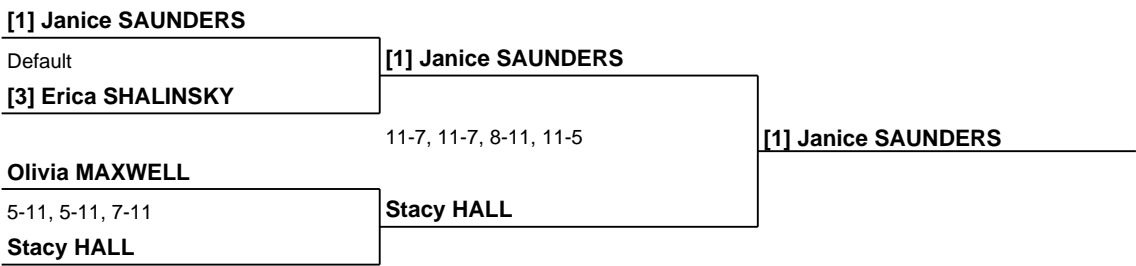 [1] Janice SAUNDERS
Default
[1] Janice SAUNDERS
[3] Erica SHALINSKY
11-7, 11-7, 8-11, 11-5
[1] Janice SAUNDERS
Olivia MAXWELL
5-11, 5-11, 7-11
Stacy HALL
Stacy HALL